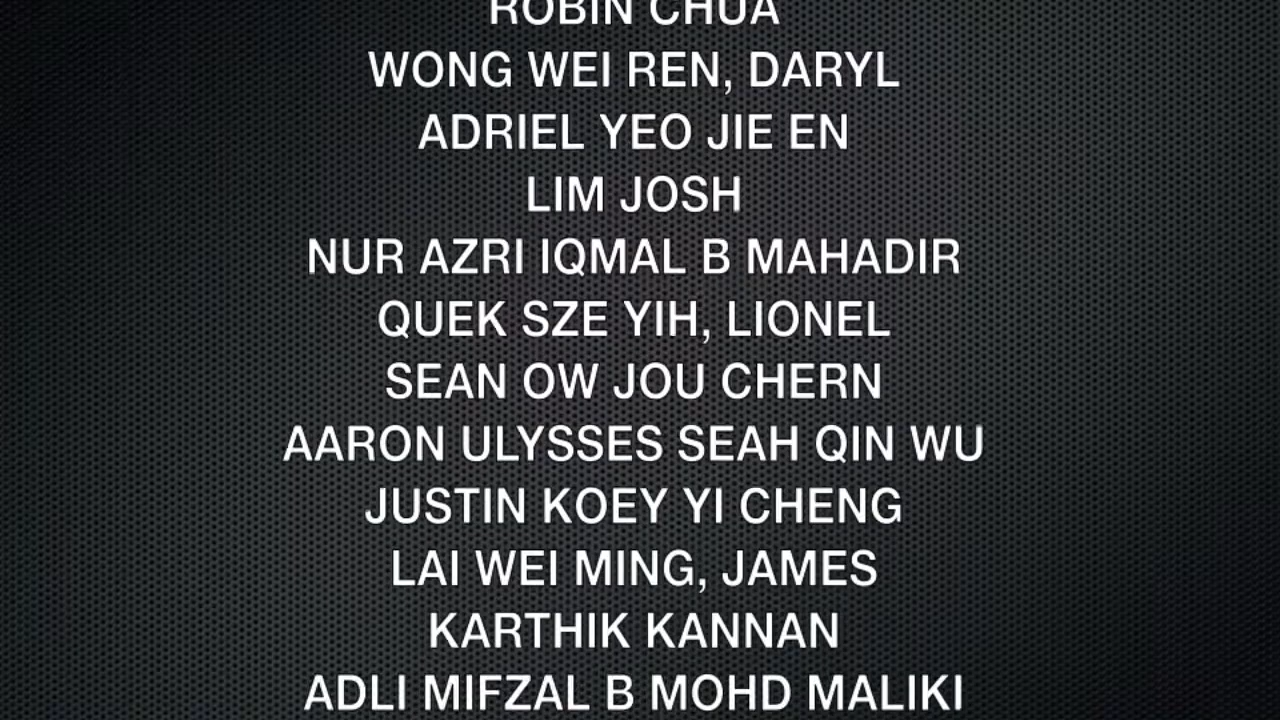 ROBIN CHUA
WONG WEI REN, DARYL
ADRIEL YEO JIE EN
LIM JOSH
NUR AZRI IQMAL B MAHADIR
QUEK SZE YIH, LIONEL
SEAN OW JOU CHERN
AARON ULYSSES SEAH QIN WU
JUSTIN KOEY YI CHENG
LAI WEI MING, JAMES
KARTHIK KANNAN
ADLI MIFZAL B MOHD MALIKI